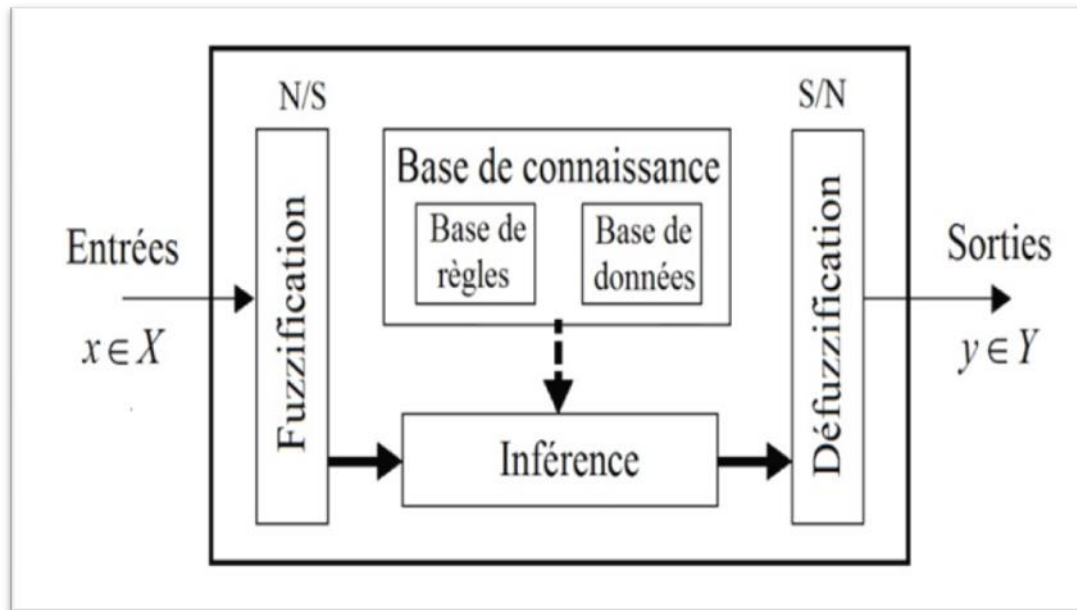 N/S
S/N
Base de connaissance
Base de
règles
Base de
données
Entrées
x ∈ X
Fuzzification
Inférence
Défuzzification
Sorties
y ∈ Y